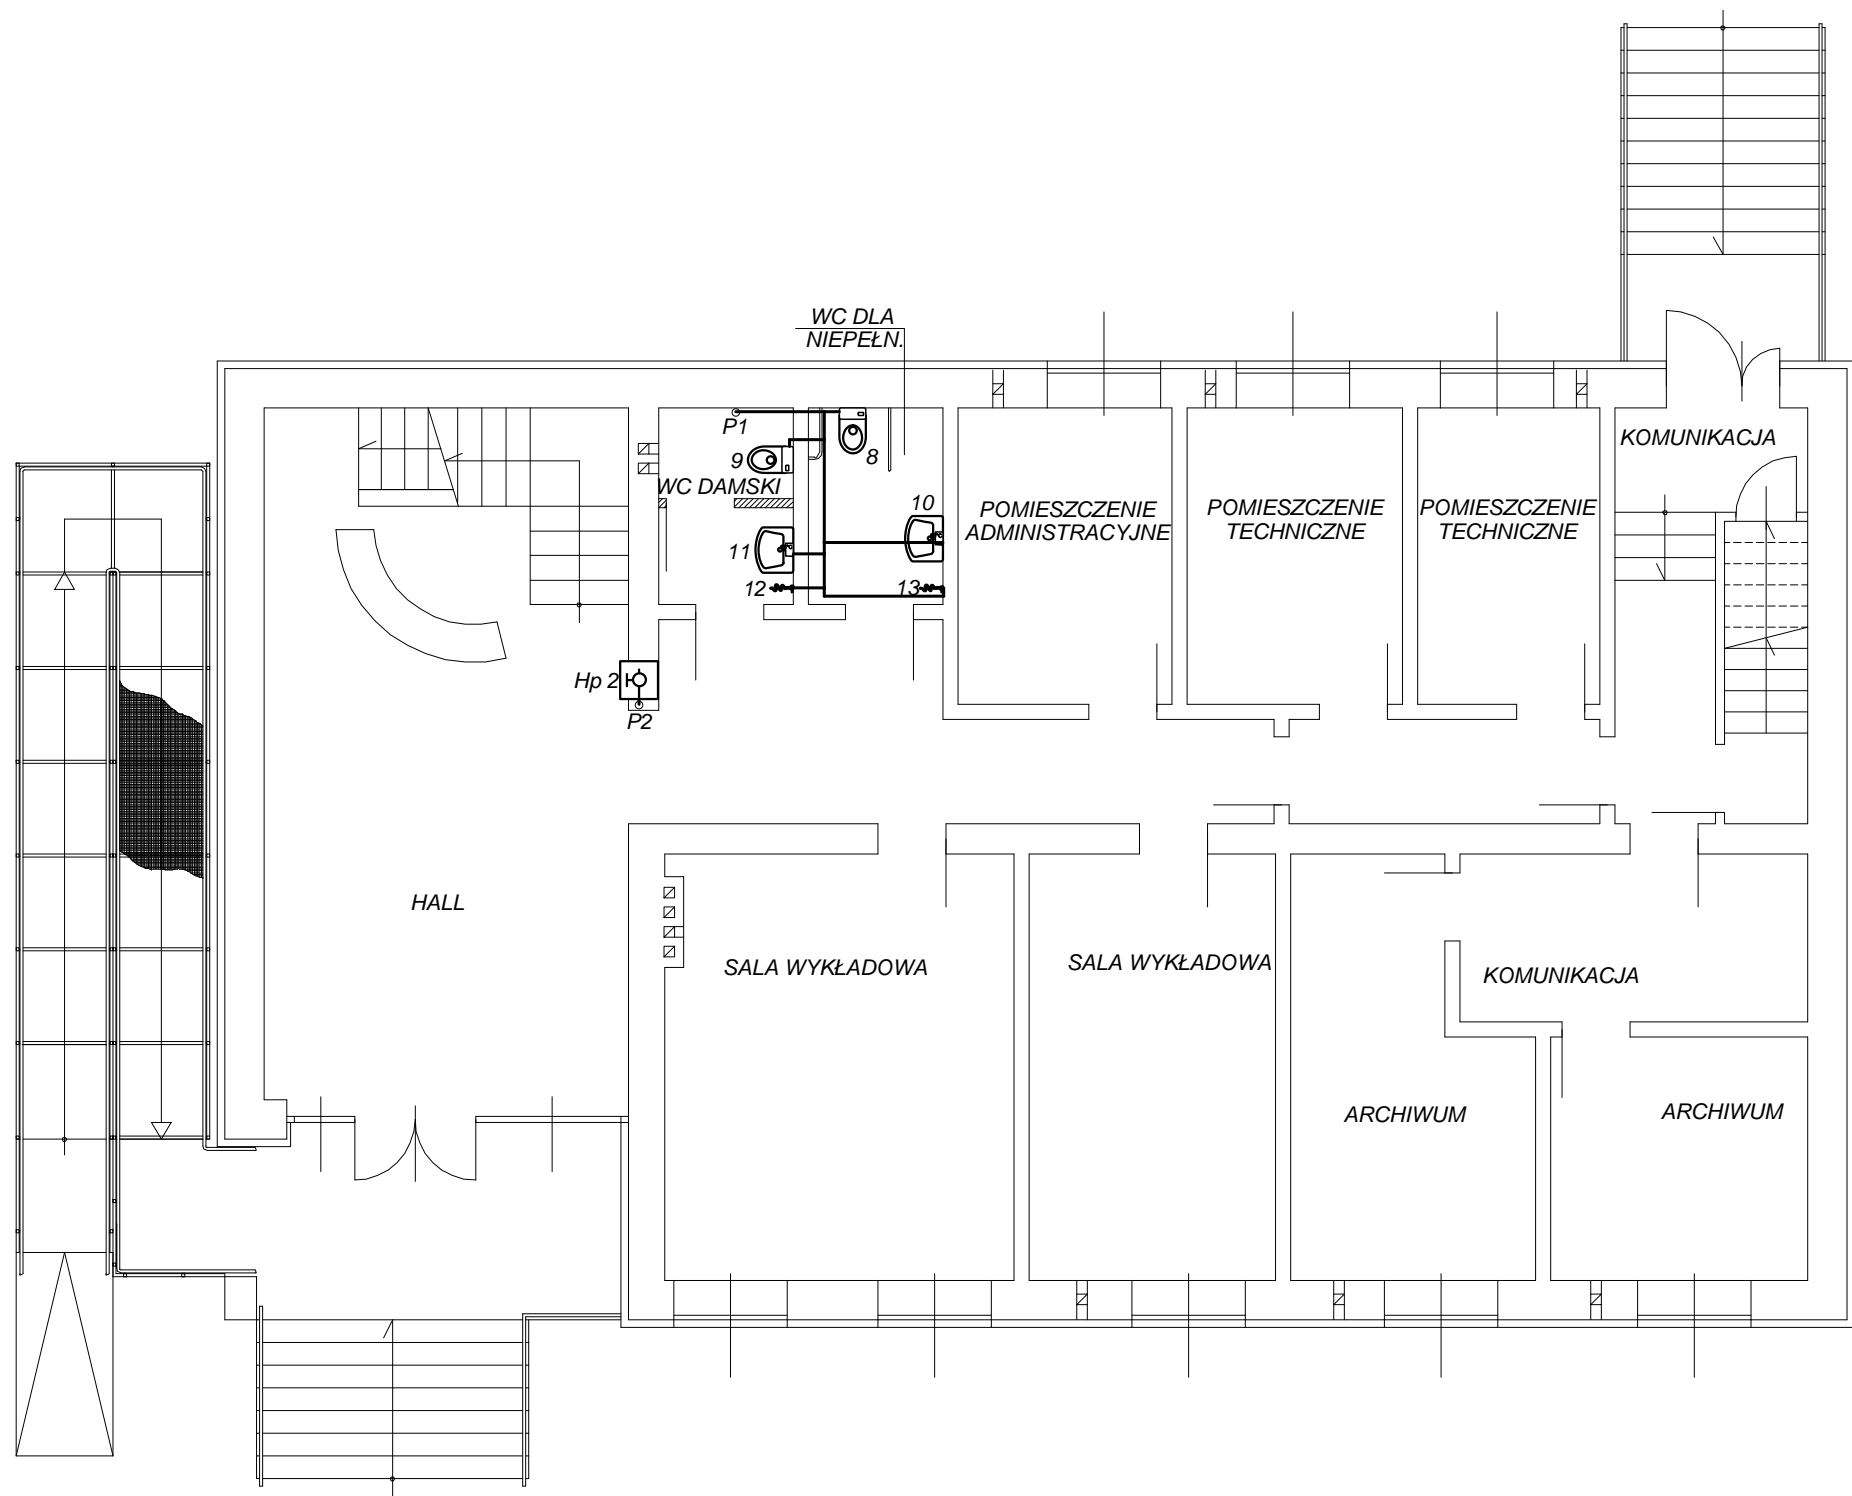 WC DLA
NIEPEŁN.
P1
9
8
WC DAMSKI
10
11
12
13
Hp 2
P2
POMIESZCZENIE
ADMINISTRACYJNE
POMIESZCZENIE
TECHNICZNE
POMIESZCZENIE
TECHNICZNE
KOMUNIKACJA
HALL
SALA WYKŁADOWA
SALA WYKŁADOWA
KOMUNIKACJA
ARCHIWUM
ARCHIWUM